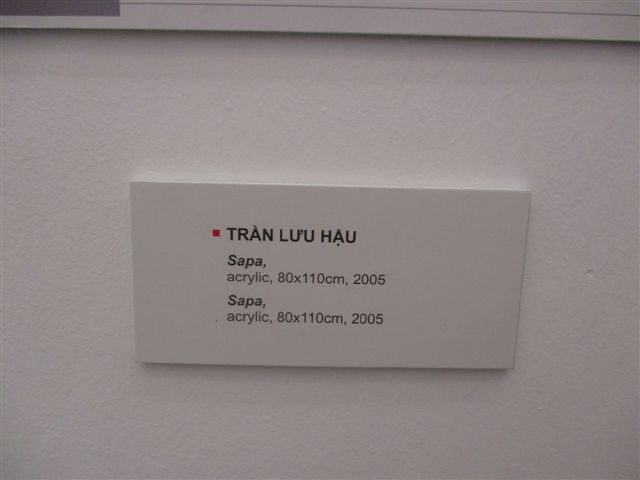 TRẦN LƯU HẬU
Sapa,
acrylic, 80x110cm, 2005
Sapa,
acrylic, 80x110cm, 2005